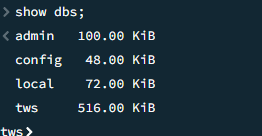 > show dbs;
< admin   100.00 KiB
  config   48.00 KiB
  local    72.00 KiB
  tws     516.00 KiB
tws>